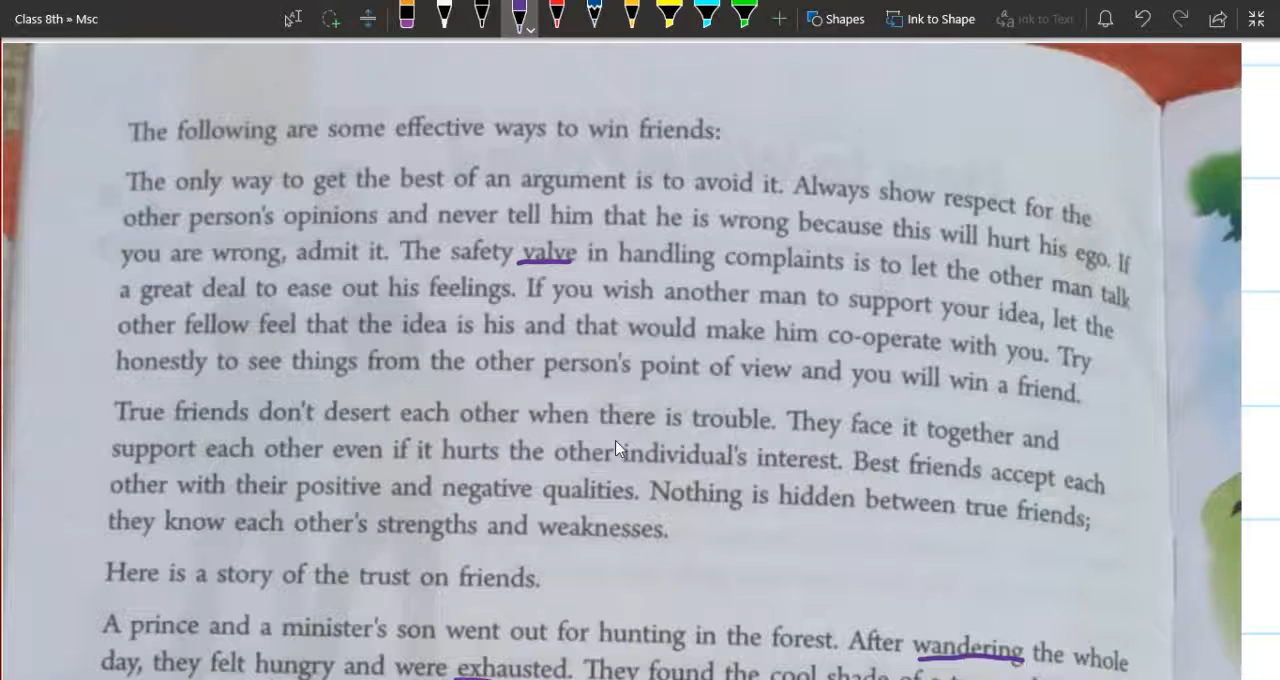 Class 8th » Msc
Shapes
Ink to Shape
Ink to Text
The following are some effective ways to win friends:
The only way to get the best of an argument is to avoid it. Always show respect for the
other person's opinions and never tell him that he is wrong because this will hurt his ego. If
you are wrong, admit it. The safety valve in handling complaints is to let the other man talk
a great deal to ease out his feelings. If you wish another man to support your idea, let the
other fellow feel that the idea is his and that would make him co-operate with you. Try
honestly to see things from the other person's point of view and you will win a friend.
True friends don't desert each other when there is trouble. They face it together and
support each other even if it hurts the other individual's interest. Best friends accept each
other with their positive and negative qualities. Nothing is hidden between true friends;
they know each other's strengths and weaknesses.
Here is a story of the trust on friends.
A prince and a minister's son went out for hunting in the forest. After wandering the whole
day, they felt hungry and were exhausted. They found the cool shade of a